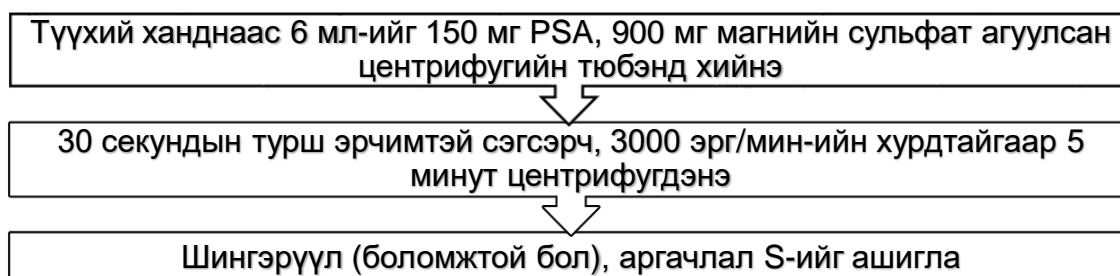 Түүхий ханднаас 6 мл-ийг 150 мг PSA, 900 мг магнийн сульфат агуулсан
центрифугийн тюбэнд хийнэ
30 секундын турш эрчимтэй сэгсэрч, 3000 эрг/мин-ийн хурдтайгаар 5
минут центрифугдэнэ
Шингэрүүл (боломжтой бол), аргачлал S-ийг ашигла